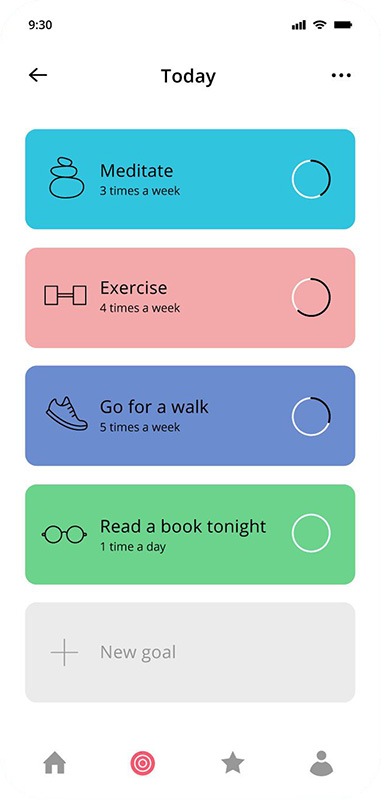 9:30
Today
Meditate
3 times a week
Exercise
4 times a week
Go for a walk
5 times a week
Read a book tonight
1 time a day
New goal